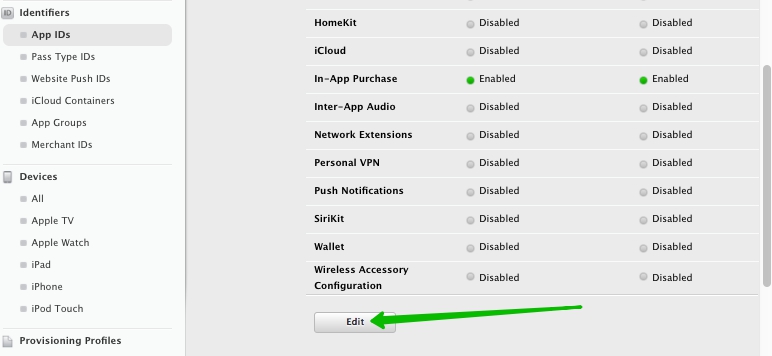 Identifiers
App IDs
Pass Type IDs
Website Push IDs
iCloud Containers
App Groups
Merchant IDs
Devices
All
Apple TV
Apple Watch
iPad
iPhone
iPod Touch
Provisioning Profiles
HomeKit Disabled Disabled
iCloud Disabled Disabled
In-App Purchase Enabled Enabled
Inter-App Audio Disabled Disabled
Network Extensions Disabled Disabled
Personal VPN Disabled Disabled
Push Notifications Disabled Disabled
SiriKit Disabled Disabled
Wallet Disabled Disabled
Wireless Accessory
Configuration Disabled Disabled
Edit